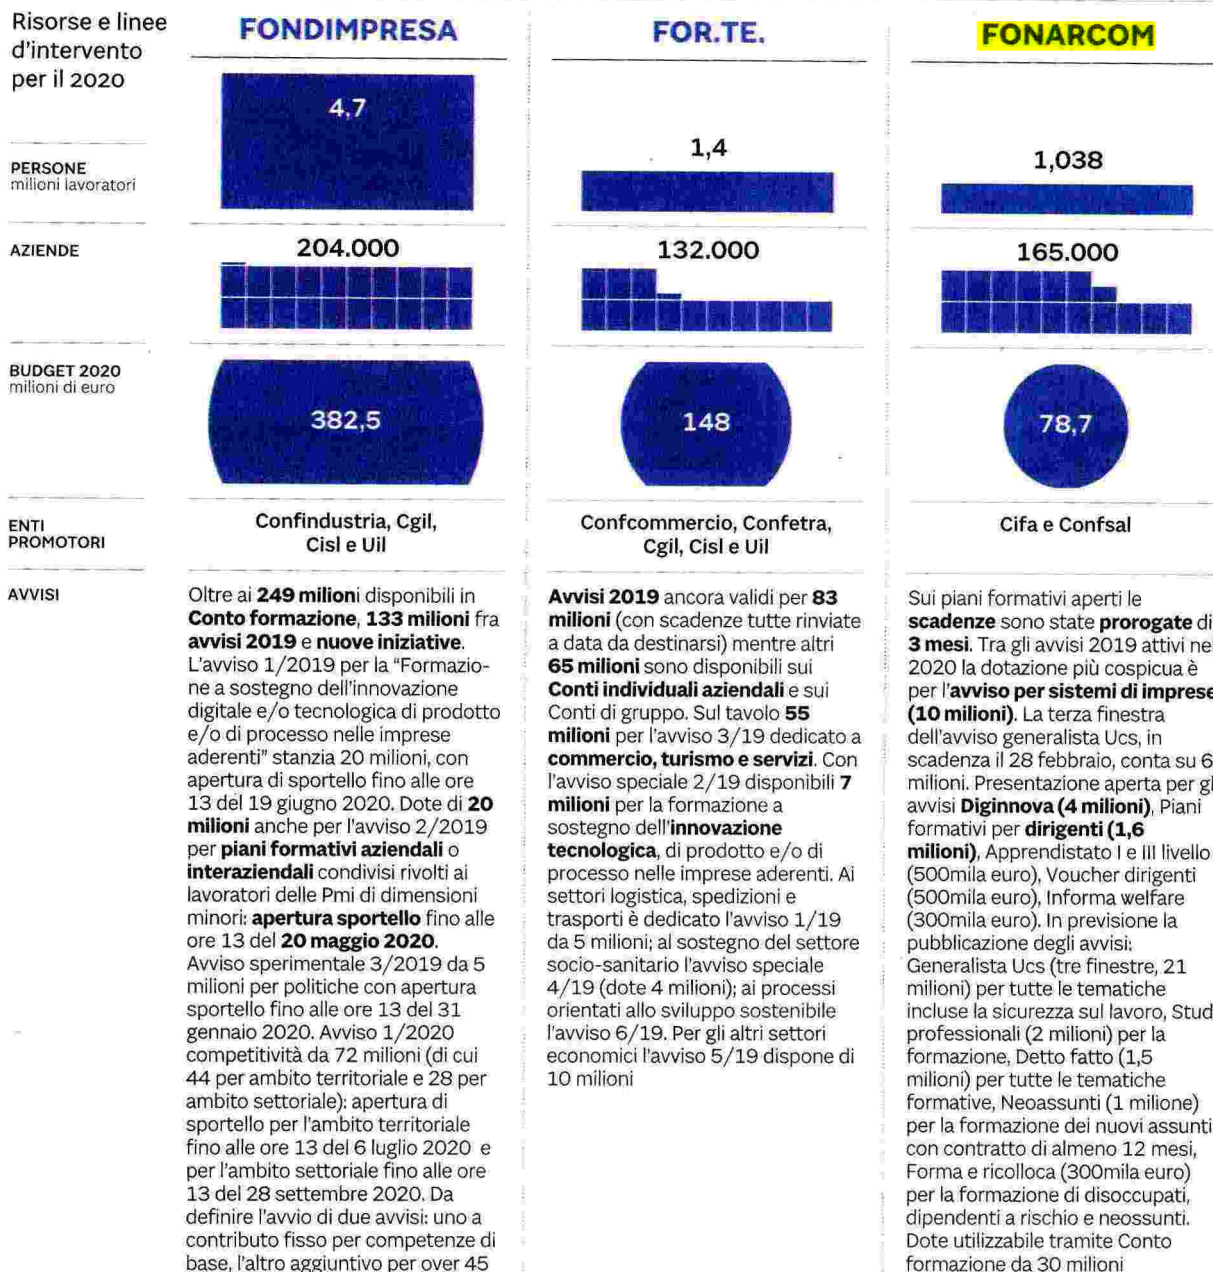 Risorse e linee
d'intervento
per il 2020
FONDIMPRESA
FOR.TE.
FONARCOM
PERSONE
milioni lavoratori
4,7
1,4
1,038
AZIENDE
204.000
132.000
165.000
BUDGET 2020
milioni di euro
382,5
148
78,7
ENTI
PROMOTORI
Confindustria, Cgil,
Cisl e Uil
Confcommercio, Confetra,
Cgil, Cisl e Uil
Cifa e Confsal
AVVISI
Oltre ai 249 milioni disponibili in
Conto formazione, 133 milioni fra
avvisi 2019 e nuove iniziative.
L'avviso 1/2019 per la "Formazio-
ne a sostegno dell'innovazione
digitale e/o tecnologica di prodotto
e/o di processo nelle imprese
aderenti" stanzia 20 milioni, con
apertura di sportello fino alle ore
13 del 19 giugno 2020. Dote di 20
milioni anche per l'avviso 2/2019
per piani formativi aziendali o
interaziendali condivisi rivolti ai
lavoratori delle Pmi di dimensioni
minori: apertura sportello fino alle
ore 13 del 20 maggio 2020.
Avviso sperimentale 3/2019 da 5
milioni per politiche con apertura
sportello fino alle ore 13 del 31
gennaio 2020. Avviso 1/2020
competitività da 72 milioni (di cui
44 per ambito territoriale e 28 per
ambito settoriale): apertura di
sportello per l'ambito territoriale
fino alle ore 13 del 6 luglio 2020 e
per l'ambito settoriale fino alle ore
13 del 28 settembre 2020. Da
definire l'avvio di due avvisi: uno a
contributo fisso per competenze di
base, l'altro aggiuntivo per over 45
Avvisi 2019 ancora validi per 83
milioni (con scadenze tutte rinviate
a data da destinarsi) mentre altri
65 milioni sono disponibili sui
Conti individuali aziendali e sui
Conti di gruppo. Sul tavolo 55
milioni per l'avviso 3/19 dedicato a
commercio, turismo e servizi. Con
l'avviso speciale 2/19 disponibili 7
milioni per la formazione a
sostegno dell'innovazione
tecnologica, di prodotto e/o di
processo nelle imprese aderenti. Ai
settori logistica, spedizioni e
trasporti è dedicato l'avviso 1/19
da 5 milioni; al sostegno del settore
socio-sanitario l'avviso speciale
4/19 (dote 4 milioni); ai processi
orientati allo sviluppo sostenibile
l'avviso 6/19. Per gli altri settori
economici l'avviso 5/19 dispone di
10 milioni
Sui piani formativi aperti le
scadenze sono state prorogate di
3 mesi. Tra gli avvisi 2019 attivi nel
2020 la dotazione più cospicua è
per l'avviso per sistemi di imprese
(10 milioni). La terza finestra
dell'avviso generalista Ucs, in
scadenza il 28 febbraio, conta su 6
milioni. Presentazione aperta per gl
avvisi Diginnova (4 milioni), Piani
formativi per dirigenti (1,6
milioni), Apprendistato I e III livello
(500mila euro), Voucher dirigenti
(500mila euro), Informa welfare
(300mila euro). In previsione la
pubblicazione degli avvisi:
Generalista Ucs (tre finestre, 21
milioni) per tutte le tematiche
incluse la sicurezza sul lavoro, Stud
professionali (2 milioni) per la
formazione, Detto fatto (1,5
milioni) per tutte le tematiche
formative, Neoassunti (1 milione)
per la formazione dei nuovi assunti
con contratto di almeno 12 mesi,
Forma e ricolloca (300mila euro)
per la formazione di disoccupati,
dipendenti a rischio e neossunti.
Dote utilizzabile tramite Conto
formazione da 30 milioni